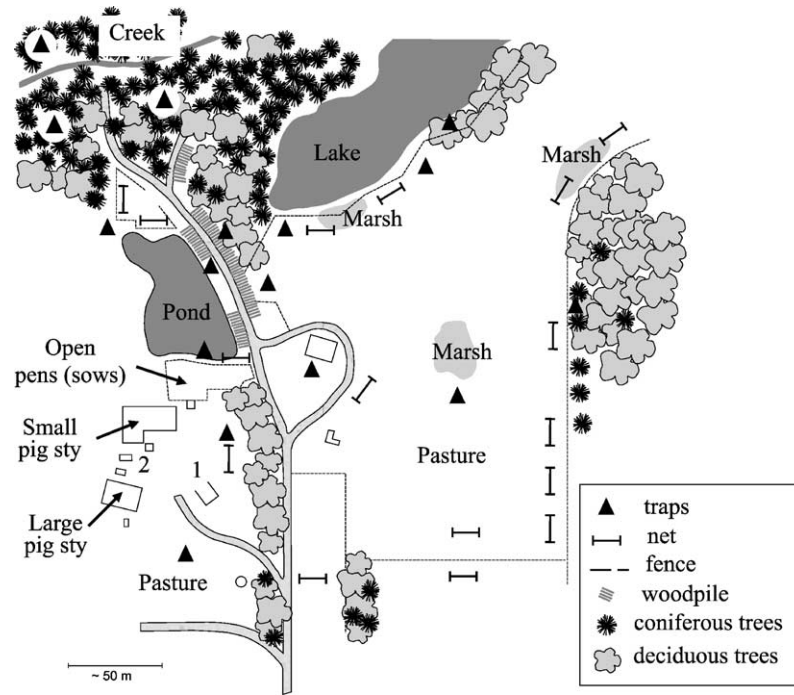 Creek
Lake
Marsh
Marsh
Pond
Marsh
Open
pens (sows)
Small
pig sty
2
1
Pasture
Large
pig sty
Pasture
traps
net
fence
woodpile
coniferous trees
deciduous trees
~ 50 m